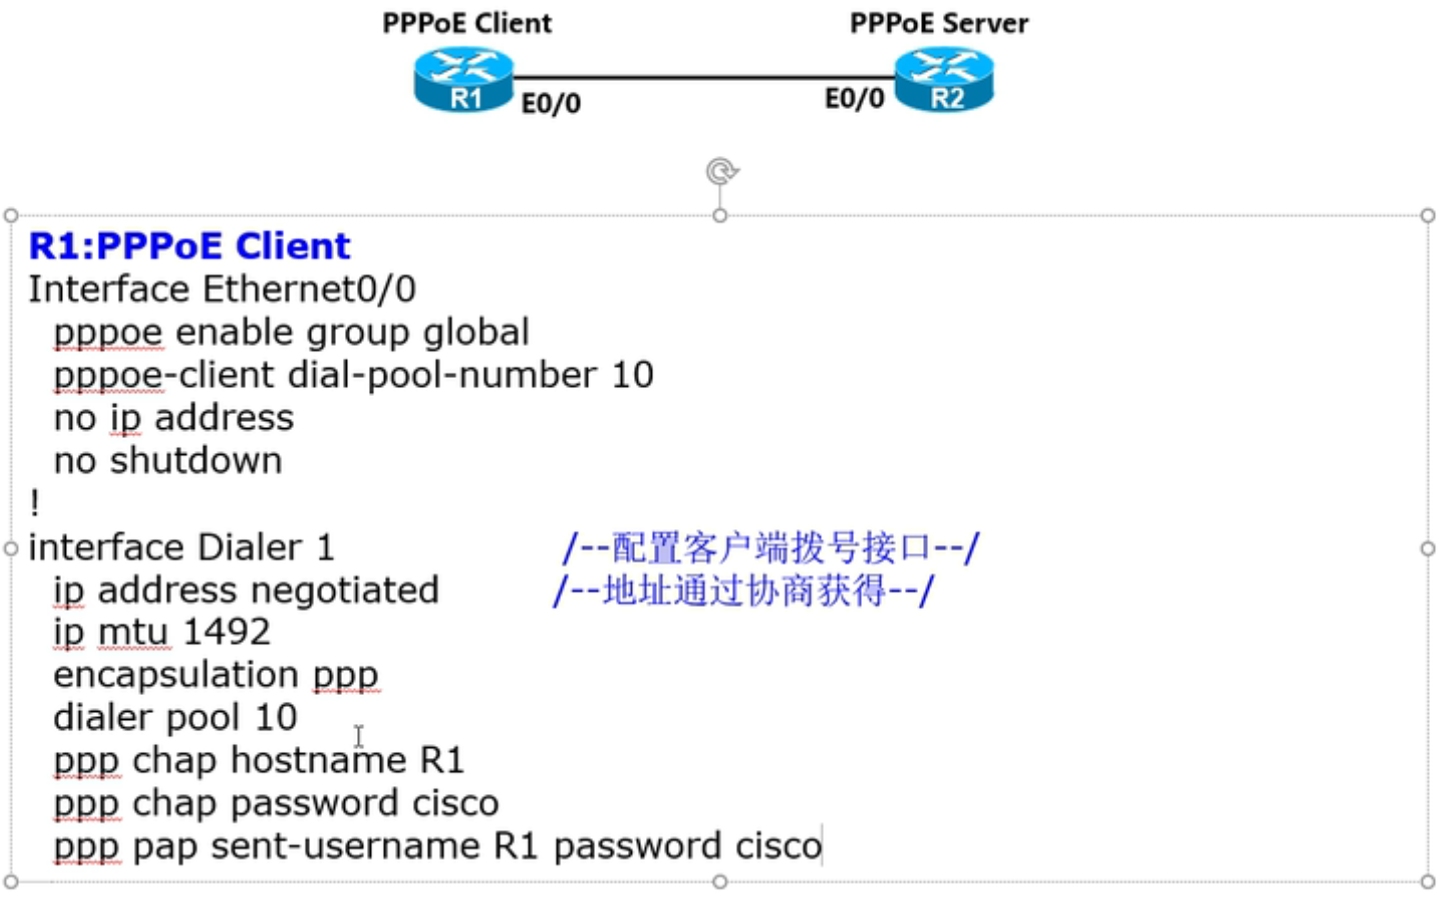 PPPoE Client PPPoE Server
R1 E0/0 E0/0 R2
R1:PPPoE Client
Interface Ethernet0/0
pppoe enable group global
pppoe-client dial-pool-number 10
no ip address
no shutdown
!
interface Dialer 1 /--配置客户端拨号接口--/
ip address negotiated /--地址通过协商获得--/
ip mtu 1492
encapsulation ppp
dialer pool 10
ppp chap hostname R1
ppp chap password cisco
ppp pap sent-username R1 password cisco